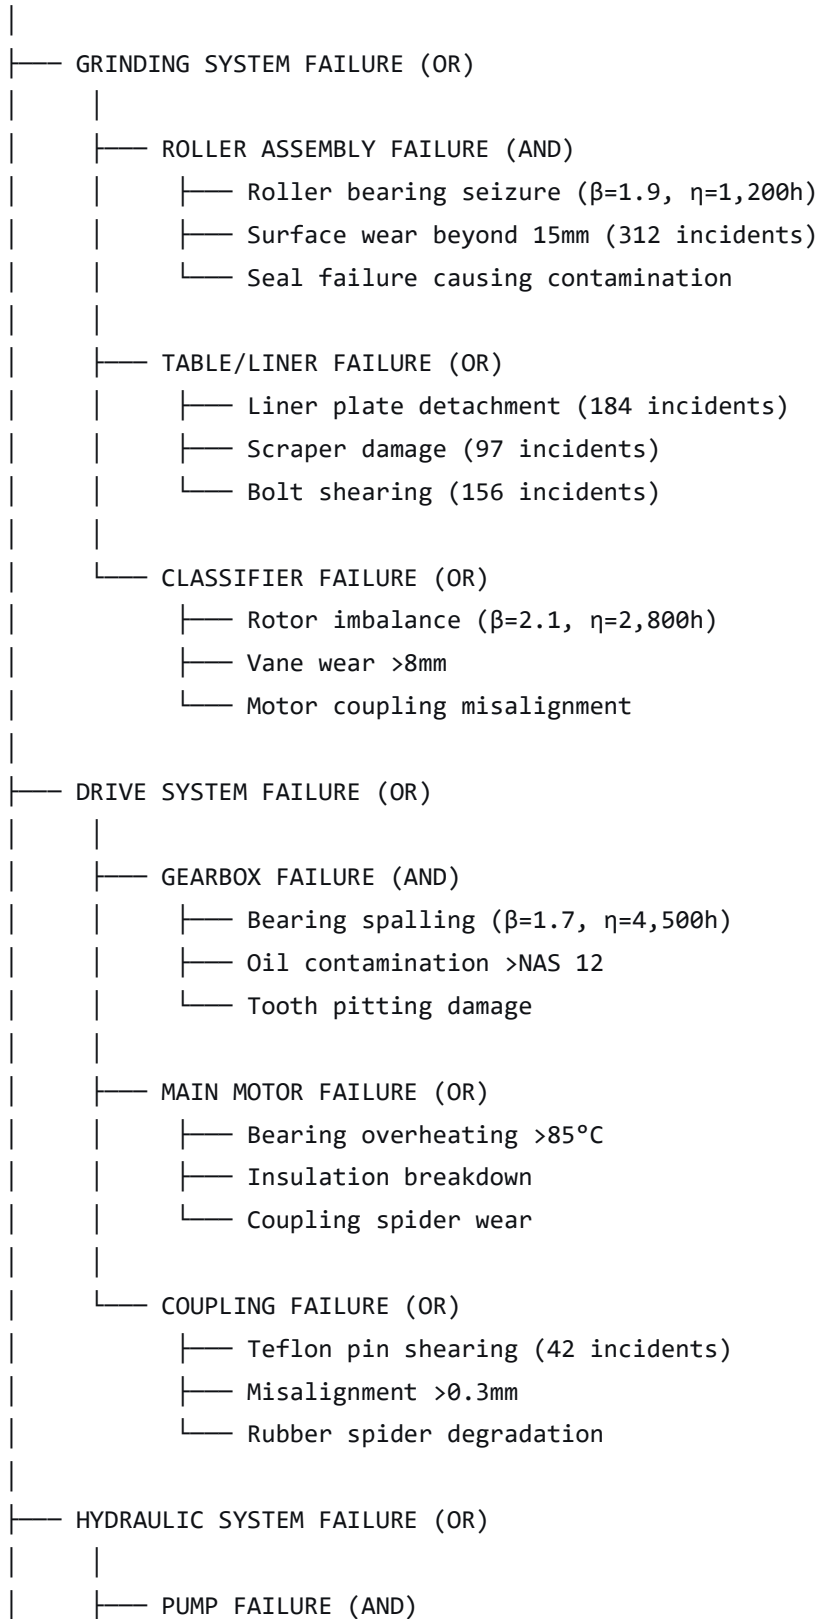 │
├── GRINDING SYSTEM FAILURE (OR)
│   │
│   ├── ROLLER ASSEMBLY FAILURE (AND)
│   │   ├── Roller bearing seizure (β=1.9, η=1,200h)
│   │   ├── Surface wear beyond 15mm (312 incidents)
│   │   └── Seal failure causing contamination
│   │
│   ├── TABLE/LINER FAILURE (OR)
│   │   ├── Liner plate detachment (184 incidents)
│   │   ├── Scraper damage (97 incidents)
│   │   └── Bolt shearing (156 incidents)
│   │
│   └── CLASSIFIER FAILURE (OR)
│       ├── Rotor imbalance (β=2.1, η=2,800h)
│       ├── Vane wear >8mm
│       └── Motor coupling misalignment
│
├── DRIVE SYSTEM FAILURE (OR)
│   │
│   ├── GEARBOX FAILURE (AND)
│   │   ├── Bearing spalling (β=1.7, η=4,500h)
│   │   ├── Oil contamination >NAS 12
│   │   └── Tooth pitting damage
│   │
│   ├── MAIN MOTOR FAILURE (OR)
│   │   ├── Bearing overheating >85°C
│   │   ├── Insulation breakdown
│   │   └── Coupling spider wear
│   │
│   └── COUPLING FAILURE (OR)
│       ├── Teflon pin shearing (42 incidents)
│       ├── Misalignment >0.3mm
│       └── Rubber spider degradation
│
├── HYDRAULIC SYSTEM FAILURE (OR)
│   │
│   ├── PUMP FAILURE (AND)